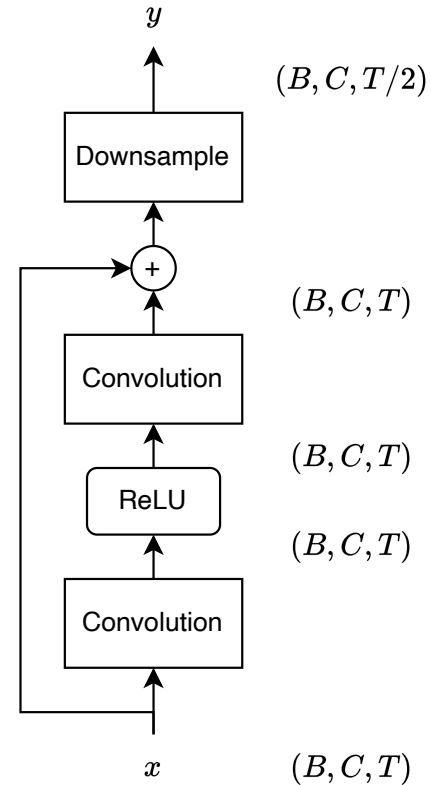 y
(B, C, T/2)
Downsample
+
(B, C, T)
Convolution
(B, C, T)
ReLU
(B, C, T)
Convolution
x
(B, C, T)